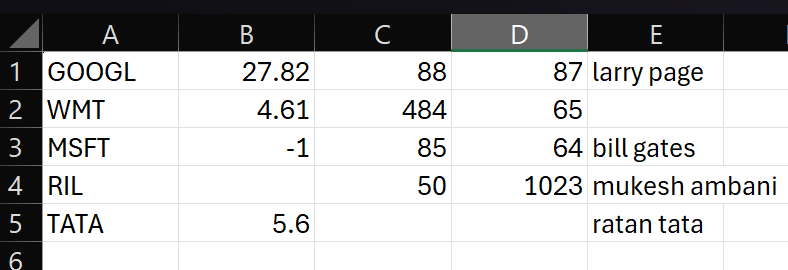 A B C D E
1 GOOGL 27.82 88 87 larry page
2 WMT 4.61 484 65
3 MSFT -1 85 64 bill gates
4 RIL 50 1023 mukesh ambani
5 TATA 5.6 ratan tata
6